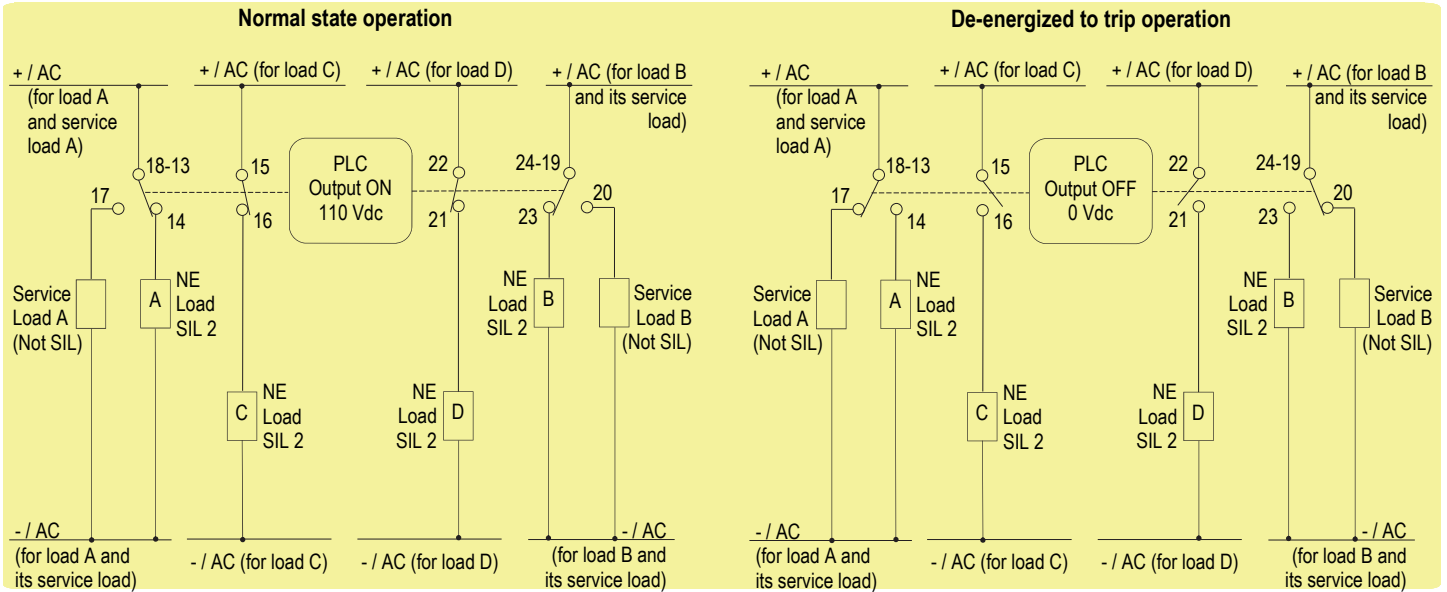 Normal state operation
+ / AC
(for load A
and service
load A)
+ / AC (for load C)
+ / AC (for load D)
+ / AC (for load B
and its service
load)
18-13
15
PLC
Output ON
110 Vdc
22
24-19
17
14
16
21
23
20
Service
Load A
(Not SIL)
A
NE
Load
SIL 2
NE
Load
SIL 2
B
Service
Load B
(Not SIL)
C
NE
Load
SIL 2
NE
Load
SIL 2
D
- / AC
(for load A and
its service load)
- / AC (for load C)
- / AC (for load D)
- / AC
(for load B and
its service load)
De-energized to trip operation
+ / AC
(for load A
and service
load A)
+ / AC (for load C)
+ / AC (for load D)
+ / AC (for load B
and its service
load)
18-13
15
PLC
Output OFF
0 Vdc
22
24-19
17
14
16
21
23
20
Service
Load A
(Not SIL)
A
NE
Load
SIL 2
NE
Load
SIL 2
B
Service
Load B
(Not SIL)
C
NE
Load
SIL 2
NE
Load
SIL 2
D
- / AC
(for load A and
its service load)
- / AC (for load C)
- / AC (for load D)
- / AC
(for load B and
its service load)